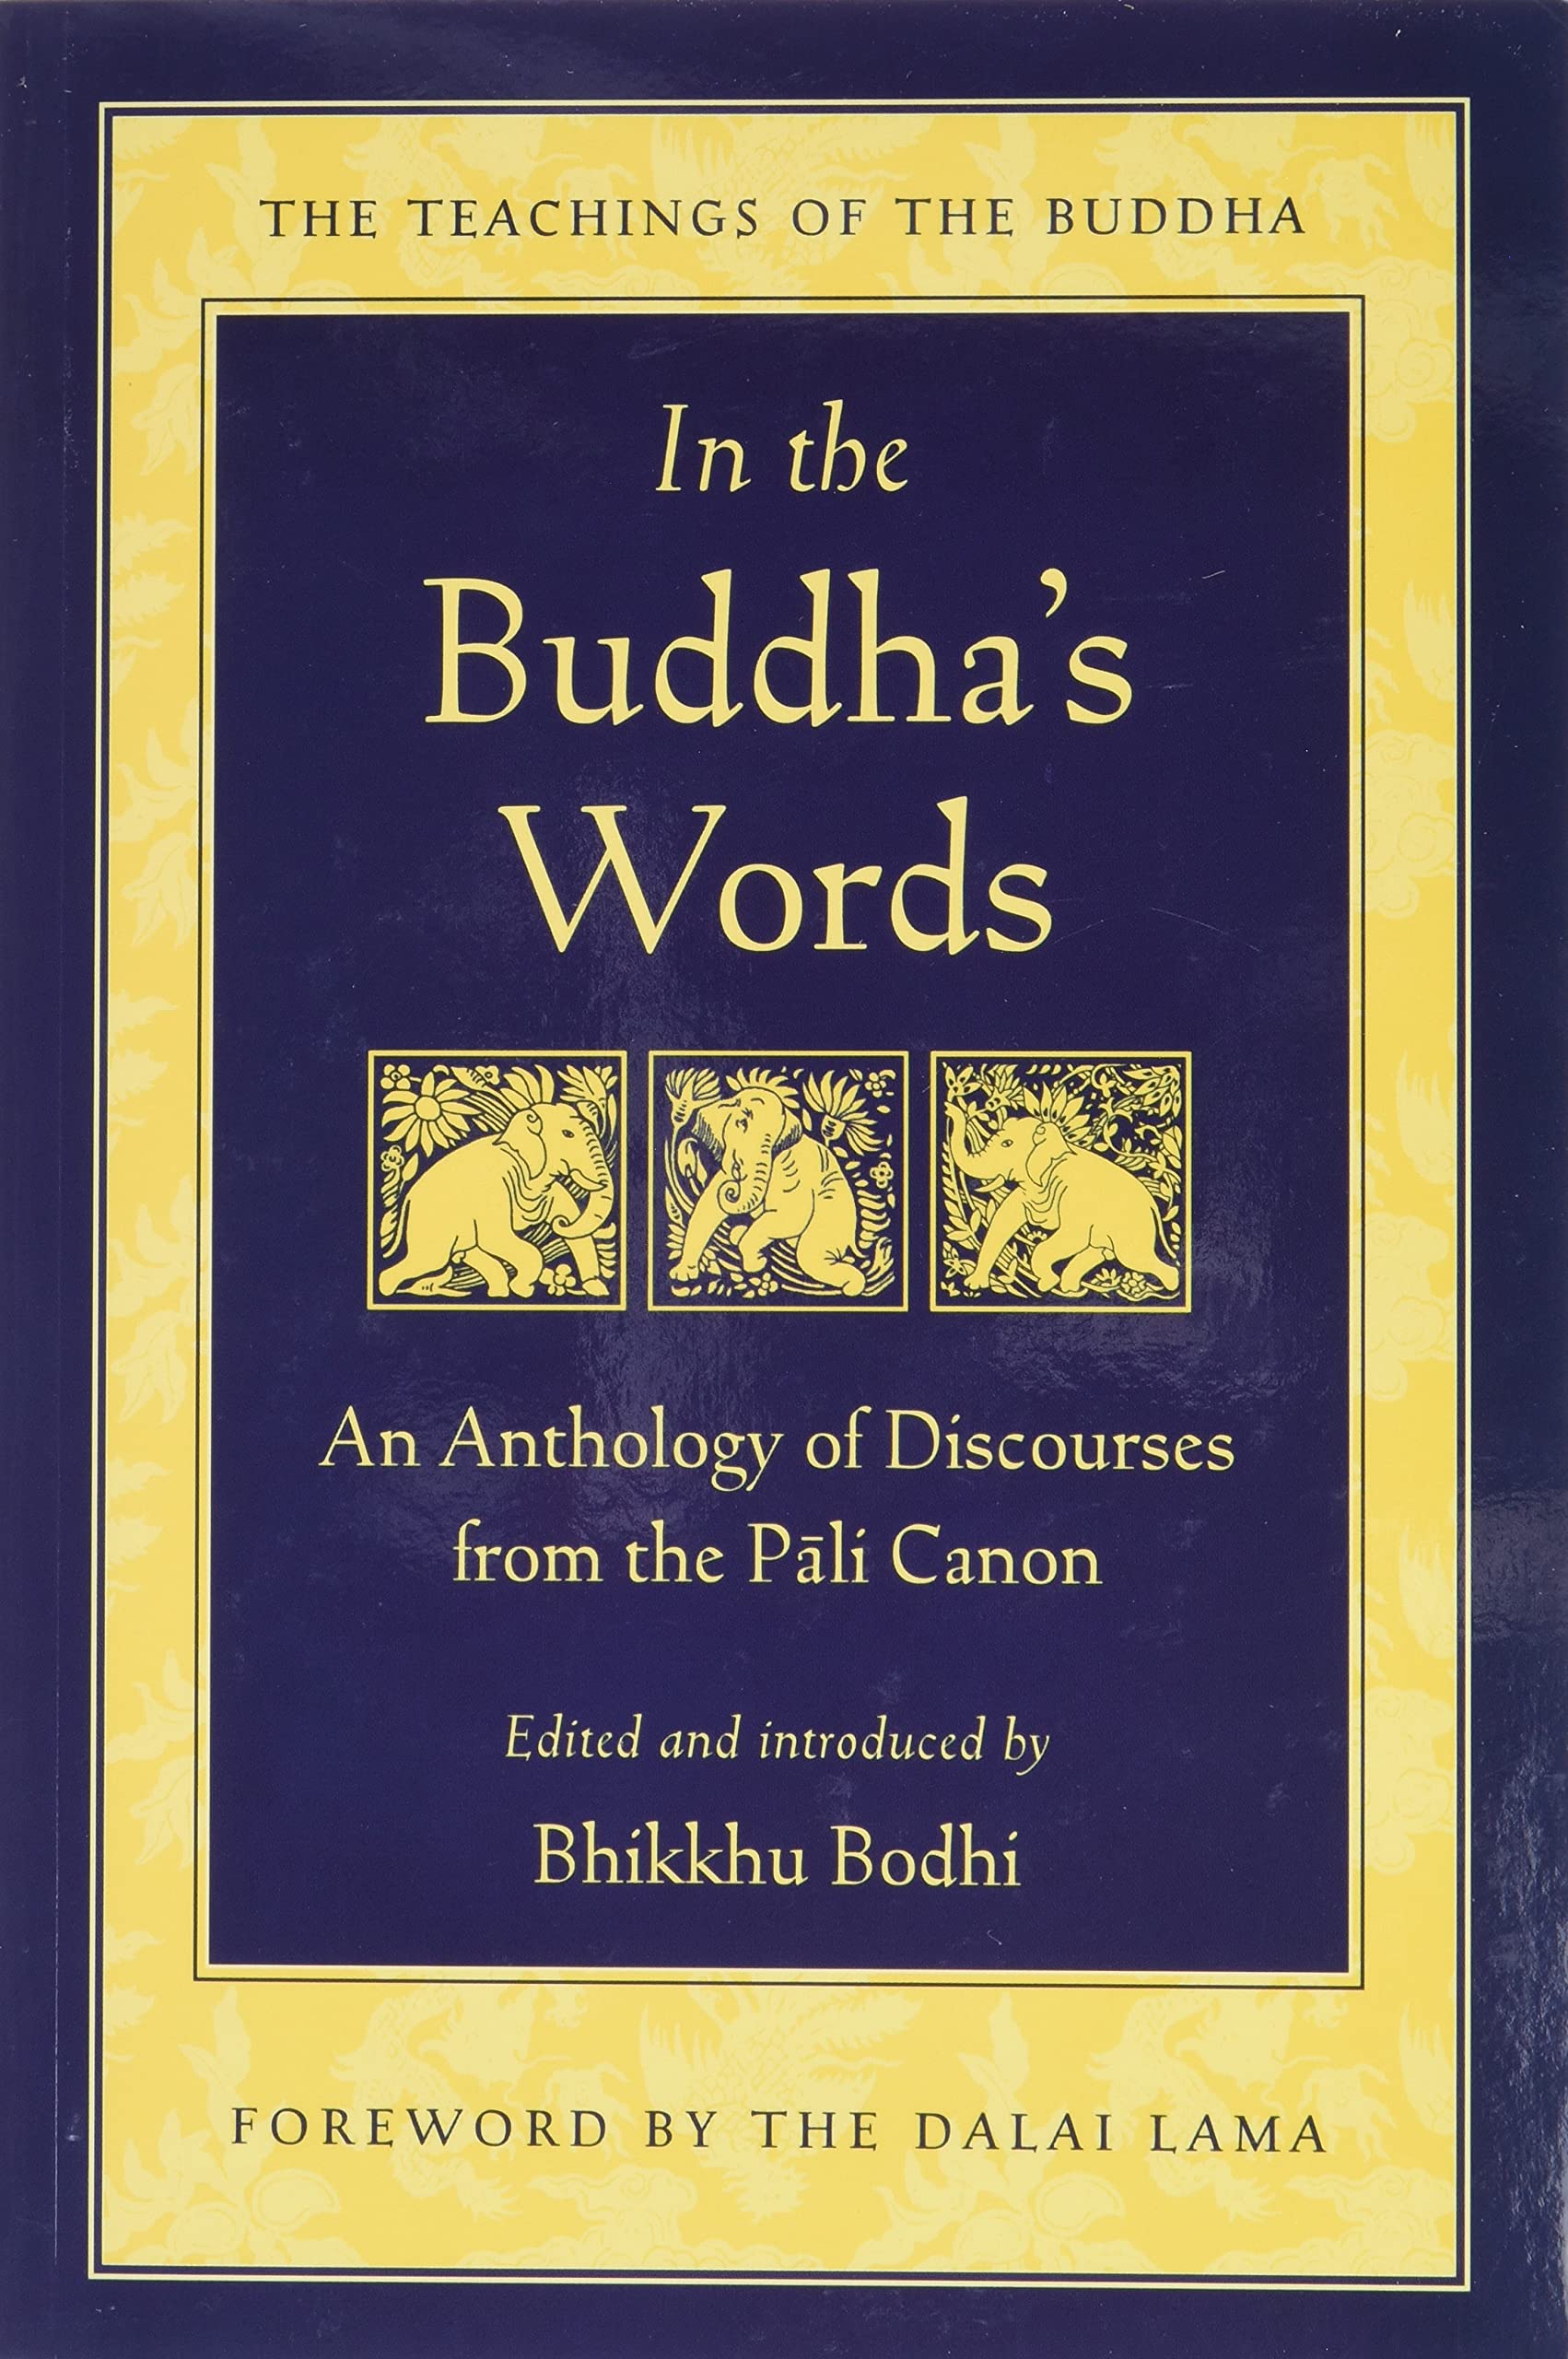 THE TEACHINGS OF THE BUDDHA
In the
Buddha’s
Words
An Anthology of Discourses
from the Pāli Canon
Edited and introduced by
Bhikkhu Bodhi
FOREWORD BY THE DALAI LAMA